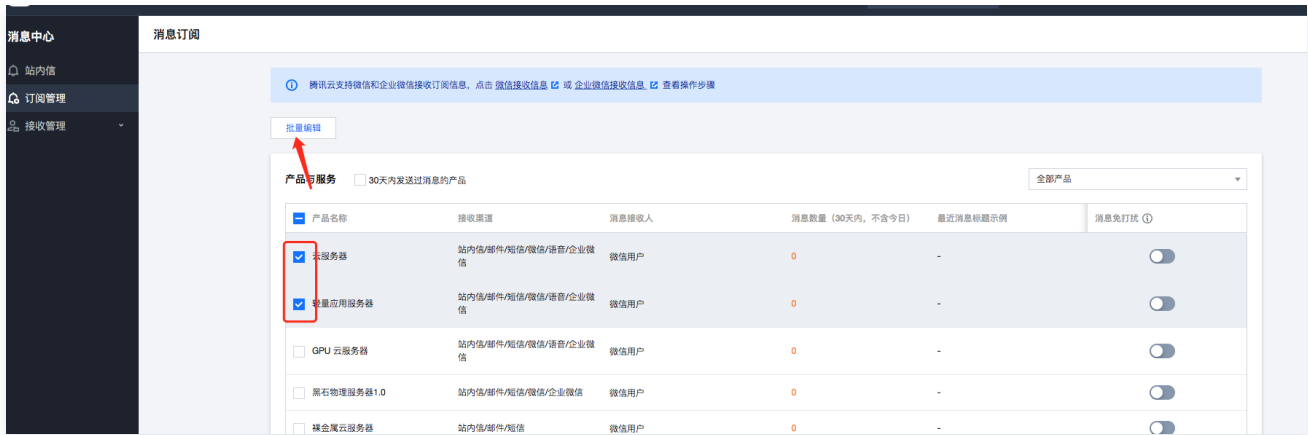 消息中心
消息订阅
站内信
订阅管理
接收管理
腾讯云支持微信和企业微信接收订阅信息，点击 微信接收信息 或 企业微信接收信息 查看操作步骤
批量编辑
产品与服务 30天内发送过消息的产品 全部产品
产品名称 接收渠道 消息接收人 消息数量（30天内，不含今日） 最近消息标题示例 消息免打扰
云服务器 站内信/邮件/短信/微信/语音/企业微 微信用户 0 -
信
轻量应用服务器 站内信/邮件/短信/微信/语音/企业微 微信用户 0 -
信
GPU 云服务器 站内信/邮件/短信/微信/语音/企业微 微信用户 0 -
信
黑石物理服务器1.0 站内信/邮件/短信/微信/企业微信 微信用户 0 -
裸金属云服务器 站内信/邮件/短信 微信用户 0 -